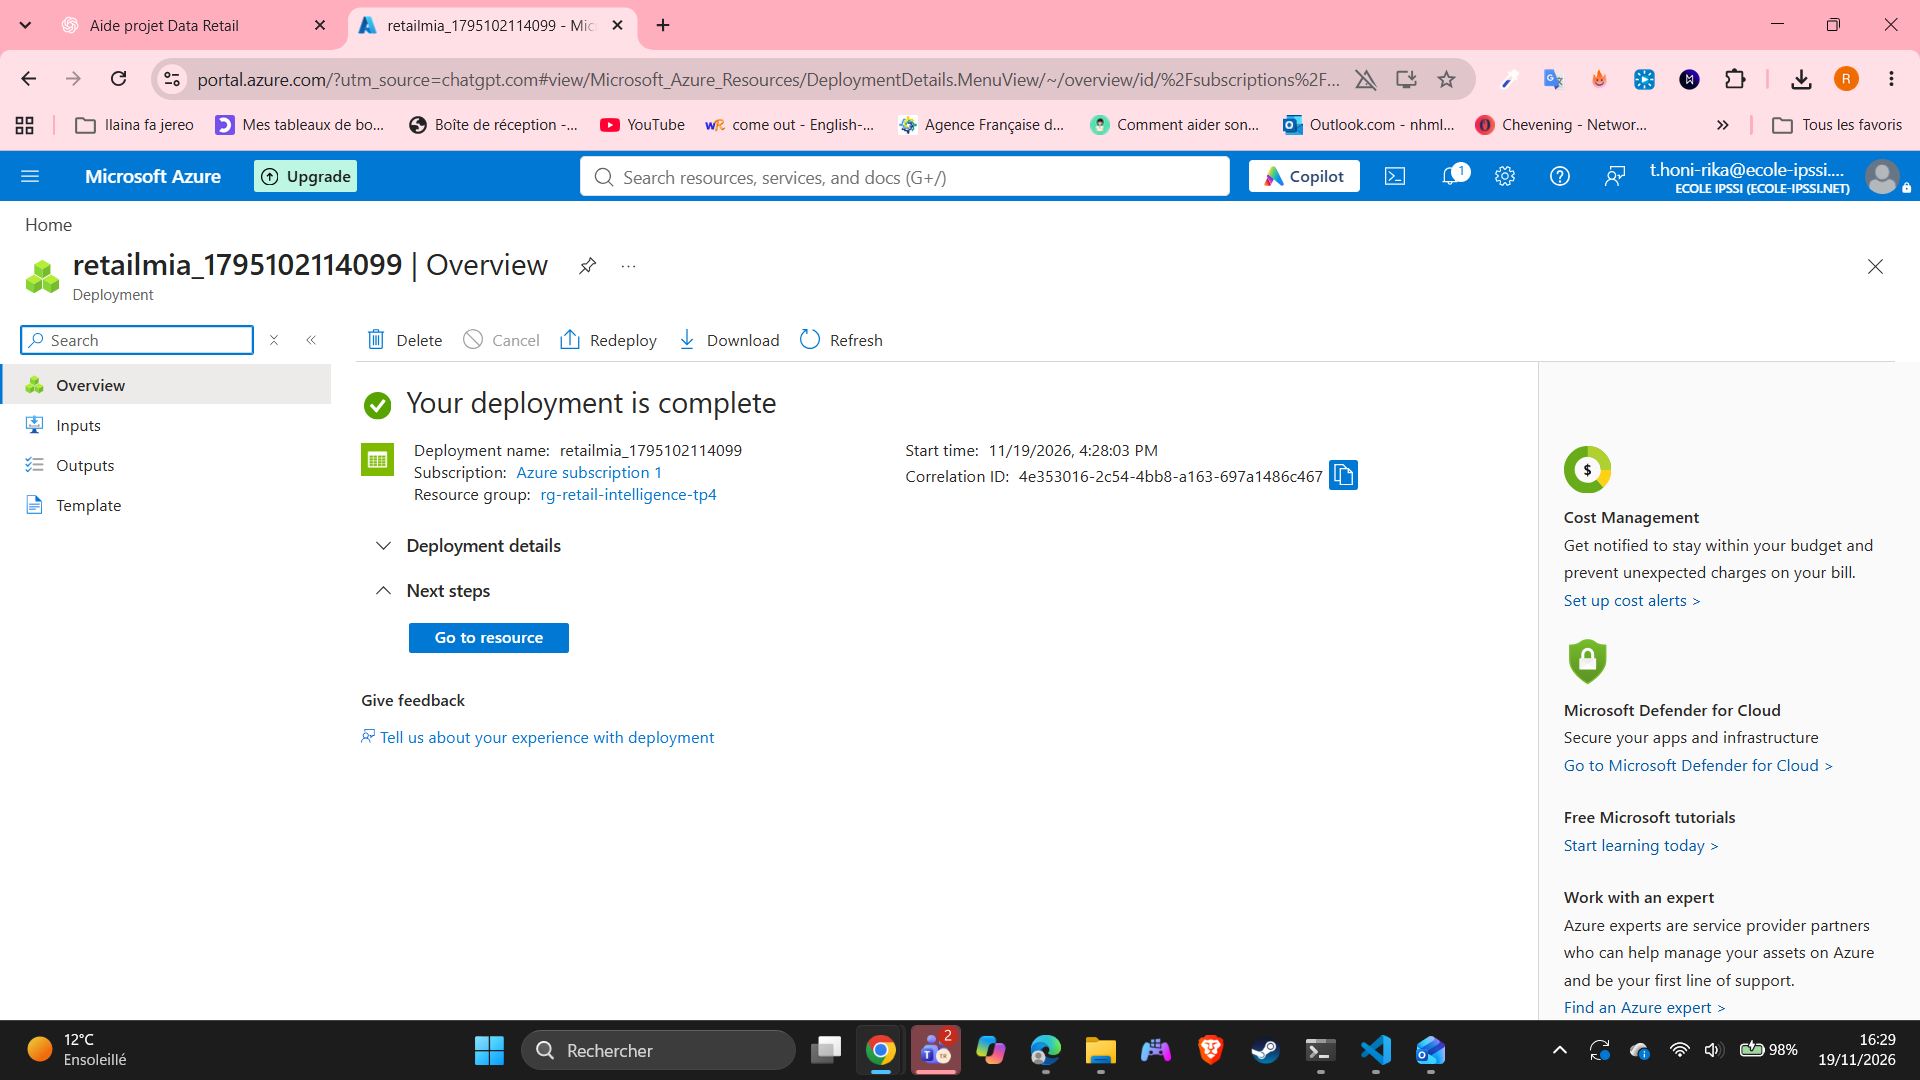 Aide projet Data Retail
retailmia_1795102114099 - Mic
portal.azure.com/?utm_source=chatgpt.com#view/Microsoft_Azure_Resources/DeploymentDetails.MenuView/~/overview/id/%2Fsubscriptions%2F...
R
Ilaina fa jereo
Mes tableaux de bo...
Boîte de réception -...
YouTube
come out - English-...
Agence Française d...
Comment aider son...
Outlook.com - nhml...
Chevening - Networ...
Tous les favoris
Microsoft Azure
Upgrade
Search resources, services, and docs (G+/)
Copilot
1
t.honi-rika@ecole-ipssi....
ECOLE IPSSI (ECOLE-IPSSI.NET)
Home
retailmia_1795102114099 | Overview
Deployment
Search
Delete
Cancel
Redeploy
Download
Refresh
Overview
Inputs
Outputs
Template
Your deployment is complete
Deployment name: retailmia_1795102114099
Subscription: Azure subscription 1
Resource group: rg-retail-intelligence-tp4
Start time: 11/19/2026, 4:28:03 PM
Correlation ID: 4e353016-2c54-4bb8-a163-697a1486c467
Deployment details
Next steps
Go to resource
Give feedback
Tell us about your experience with deployment
Cost Management
Get notified to stay within your budget and
prevent unexpected charges on your bill.
Set up cost alerts >
Microsoft Defender for Cloud
Secure your apps and infrastructure
Go to Microsoft Defender for Cloud >
Free Microsoft tutorials
Start learning today >
Work with an expert
Azure experts are service provider partners
who can help manage your assets on Azure
and be your first line of support.
Find an Azure expert >
12°C
Ensoleillé
Rechercher
2
98%
16:29
19/11/2026